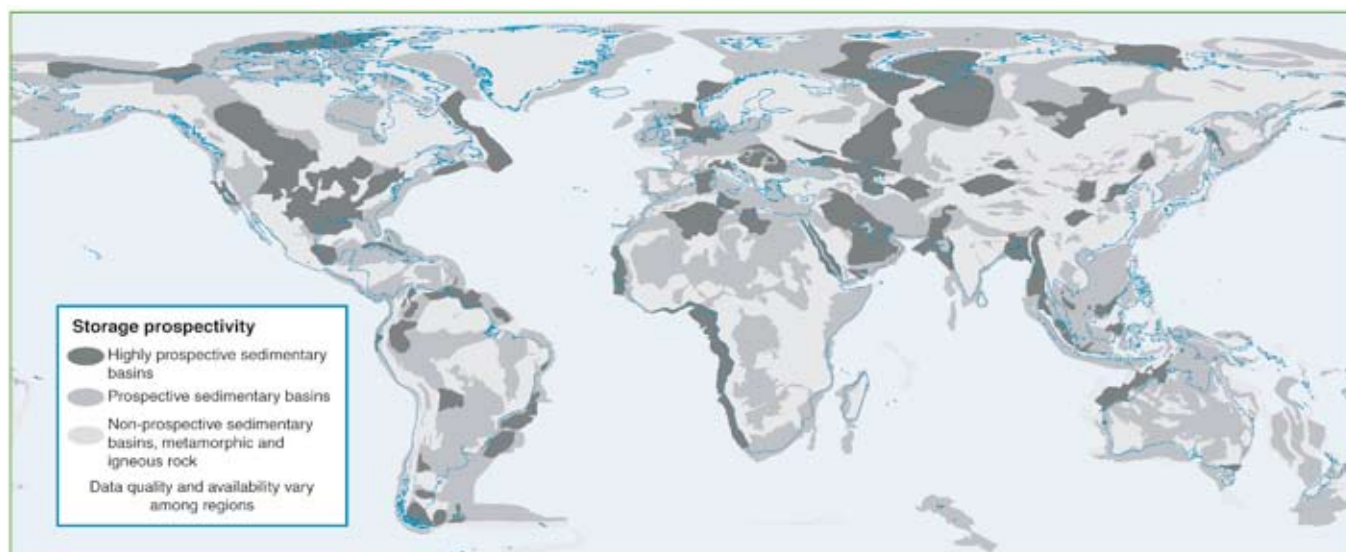 Storage prospectivity
Highly prospective sedimentary
basins
Prospective sedimentary basins
Non-prospective sedimentary
basins, metamorphic and
igneous rock
Data quality and availability vary
among regions